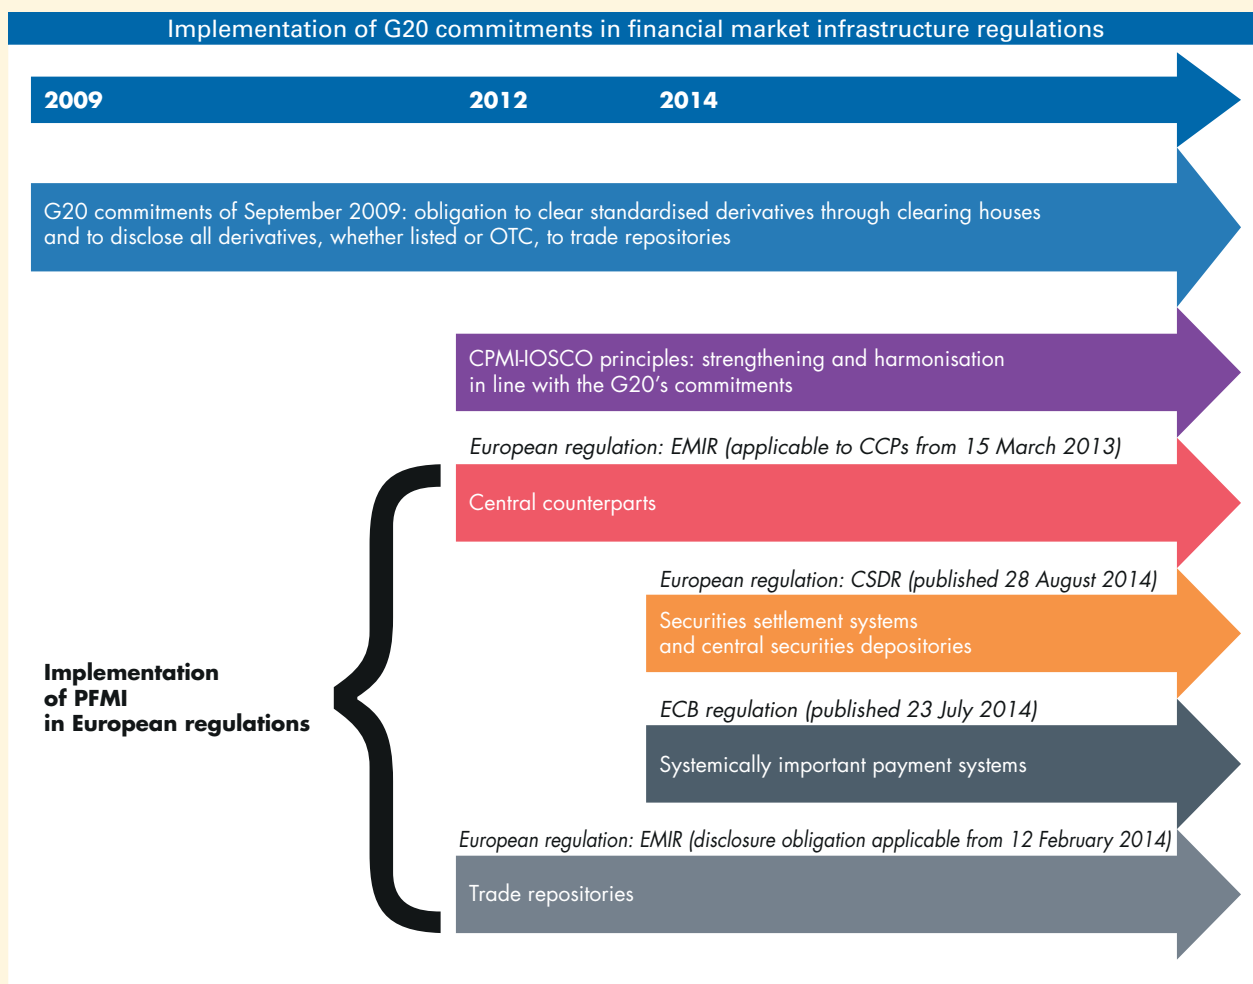 Implementation of G20 commitments in financial market infrastructure regulations
2009 2012 2014
G20 commitments of September 2009: obligation to clear standardised derivatives through clearing houses
and to disclose all derivatives, whether listed or OTC, to trade repositories
CPMI-IOSCO principles: strengthening and harmonisation
in line with the G20’s commitments
European regulation: EMIR (applicable to CCPs from 15 March 2013)
Central counterparts
European regulation: CSDR (published 28 August 2014)
Securities settlement systems
and central securities depositories
Implementation
of PFMI
in European regulations
ECB regulation (published 23 July 2014)
Systemically important payment systems
European regulation: EMIR (disclosure obligation applicable from 12 February 2014)
Trade repositories